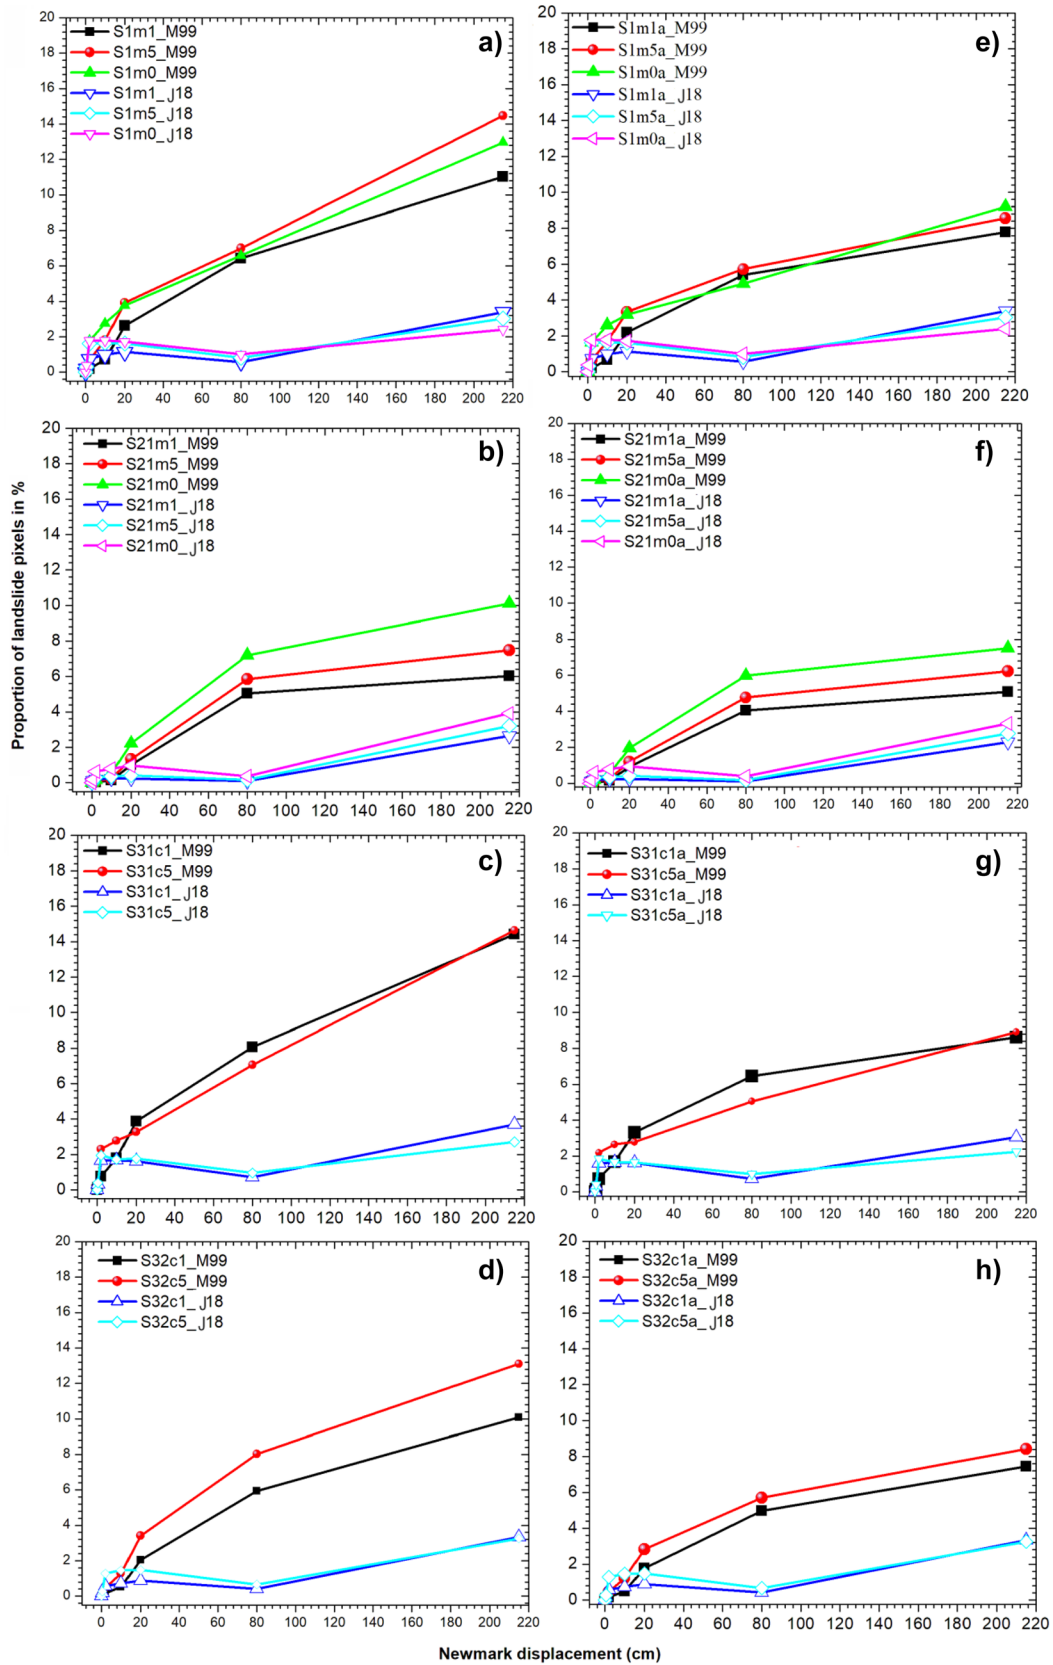 Proportion of landslide pixels in %
a)
S1m1_M99
S1m5_M99
S1m0_M99
S1m1_J18
S1m5_J18
S1m0_J18
20
18
16
14
12
10
8
6
4
2
0
0 20 40 60 80 100 120 140 160 180 200 220
e)
S1m1a_M99
S1m5a_M99
S1m0a_M99
S1m1a_J18
S1m5a_J18
S1m0a_J18
20
18
16
14
12
10
8
6
4
2
0
0 20 40 60 80 100 120 140 160 180 200 220
b)
S21m1_M99
S21m5_M99
S21m0_M99
S21m1_J18
S21m5_J18
S21m0_J18
20
18
16
14
12
10
8
6
4
2
0
0 20 40 60 80 100 120 140 160 180 200 220
f)
S21m1a_M99
S21m5a_M99
S21m0a_M99
S21m1a_J18
S21m5a_J18
S21m0a_J18
20
18
16
14
12
10
8
6
4
2
0
0 20 40 60 80 100 120 140 160 180 200 220
c)
S31c1_M99
S31c5_M99
S31c1_J18
S31c5_J18
20
18
16
14
12
10
8
6
4
2
0
0 20 40 60 80 100 120 140 160 180 200 220
g)
S31c1a_M99
S31c5a_M99
S31c1a_J18
S31c5a_J18
20
18
16
14
12
10
8
6
4
2
0
0 20 40 60 80 100 120 140 160 180 200 220
d)
S32c1_M99
S32c5_M99
S32c1_J18
S32c5_J18
20
18
16
14
12
10
8
6
4
2
0
0 20 40 60 80 100 120 140 160 180 200 220
h)
S32c1a_M99
S32c5a_M99
S32c1a_J18
S32c5a_J18
20
18
16
14
12
10
8
6
4
2
0
0 20 40 60 80 100 120 140 160 180 200 220
Newmark displacement (cm)